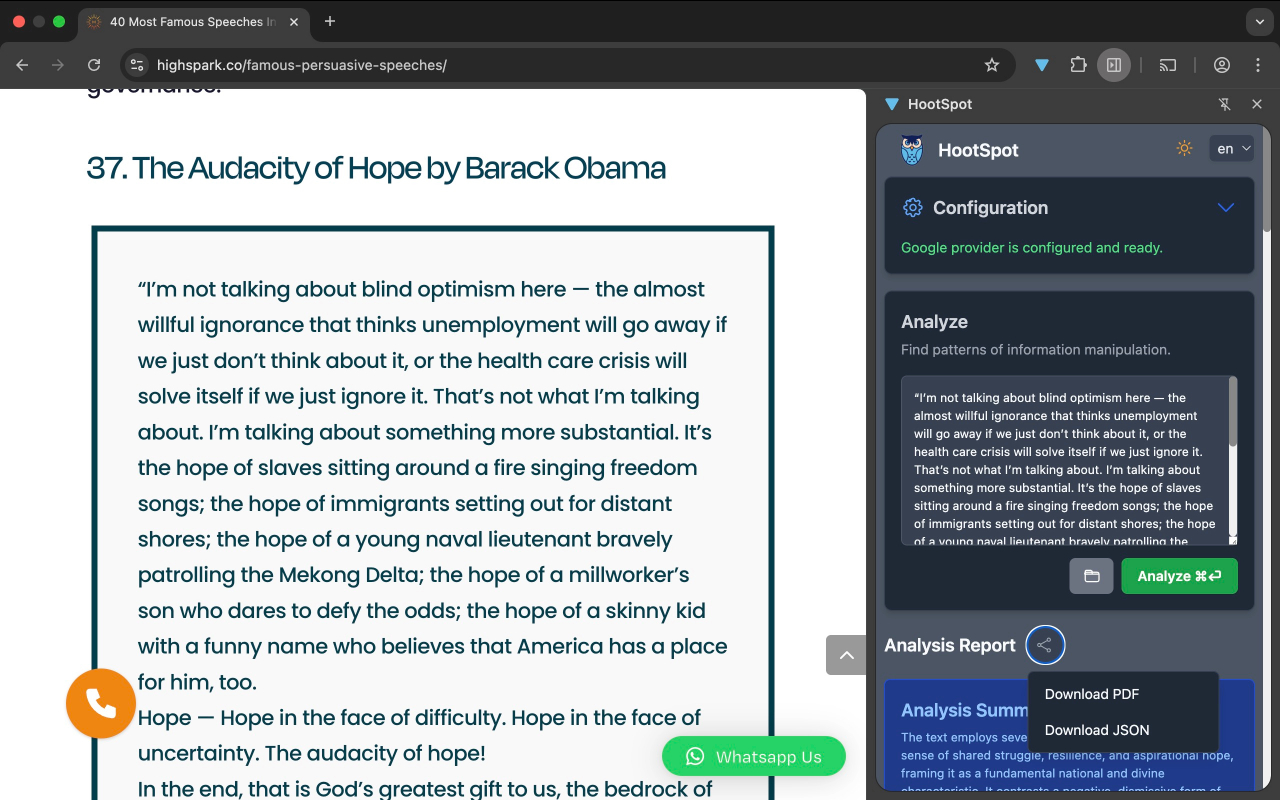 40 Most Famous Speeches In
highspark.co/famous-persuasive-speeches/
governance.
37. The Audacity of Hope by Barack Obama
“I’m not talking about blind optimism here — the almost
willful ignorance that thinks unemployment will go away if
we just don’t think about it, or the health care crisis will
solve itself if we just ignore it. That’s not what I’m talking
about. I’m talking about something more substantial. It’s
the hope of slaves sitting around a fire singing freedom
songs; the hope of immigrants setting out for distant
shores; the hope of a young naval lieutenant bravely
patrolling the Mekong Delta; the hope of a millworker’s
son who dares to defy the odds; the hope of a skinny kid
with a funny name who believes that America has a place
for him, too.
Hope — Hope in the face of difficulty. Hope in the face of
uncertainty. The audacity of hope!
In the end, that is God’s greatest gift to us, the bedrock of
Whatsapp Us
HootSpot
HootSpot
en
Configuration
Google provider is configured and ready.
Analyze
Find patterns of information manipulation.
“I’m not talking about blind optimism here — the
almost willful ignorance that thinks unemployment
will go away if we just don’t think about it, or the
health care crisis will solve itself if we just ignore it.
That’s not what I’m talking about. I’m talking about
something more substantial. It’s the hope of slaves
sitting around a fire singing freedom songs; the hope
of immigrants setting out for distant shores; the hope
of a young naval lieutenant bravely patrolling the
Analyze ⌘↵
Analysis Report
Download PDF
Download JSON
Analysis Summ
The text employs seve
sense of shared struggle, resilience, and aspirational hope,
framing it as a fundamental national and divine
characteristic. It contrasts a negative, dismissive form of